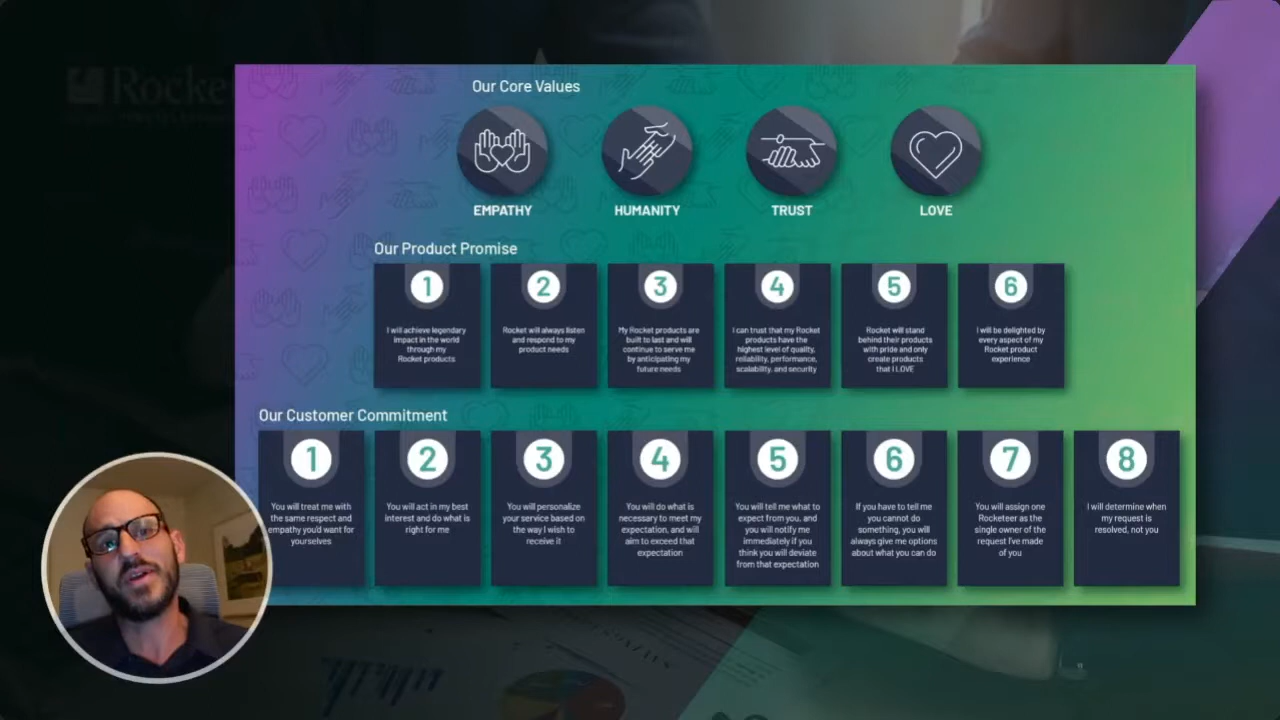 Rocket
Our Core Values
EMPATHY
HUMANITY
TRUST
LOVE
Our Product Promise
1
I will achieve legendary
impact in the world
through my
Rocket products
2
Rocket will always listen
and respond to my
product needs
3
My Rocket products are
built to last and will
continue to serve me
by anticipating my
future needs
4
I can trust that my Rocket
products have the
highest level of quality,
reliability, performance,
scalability, and security
5
Rocket will stand
behind their products
with pride and only
create products
that I LOVE
6
I will be delighted by
every aspect of my
Rocket product
experience
Our Customer Commitment
1
You will treat me with
the same respect and
empathy you'd want for
yourselves
2
You will act in my best
interest and do what is
right for me
3
You will personalize
your service based on
the way I wish to
receive it
4
You will do what is
necessary to meet my
expectation, and will
aim to exceed that
expectation
5
You will tell me what to
expect from you, and
you will notify me
immediately if you
think you will deviate
from that expectation
6
If you have to tell me
you cannot do
something, you will
always give me options
about what you can do
7
You will assign one
Rocketeer as the
single owner of the
request I've made
of you
8
I will determine when
my request is
resolved, not you